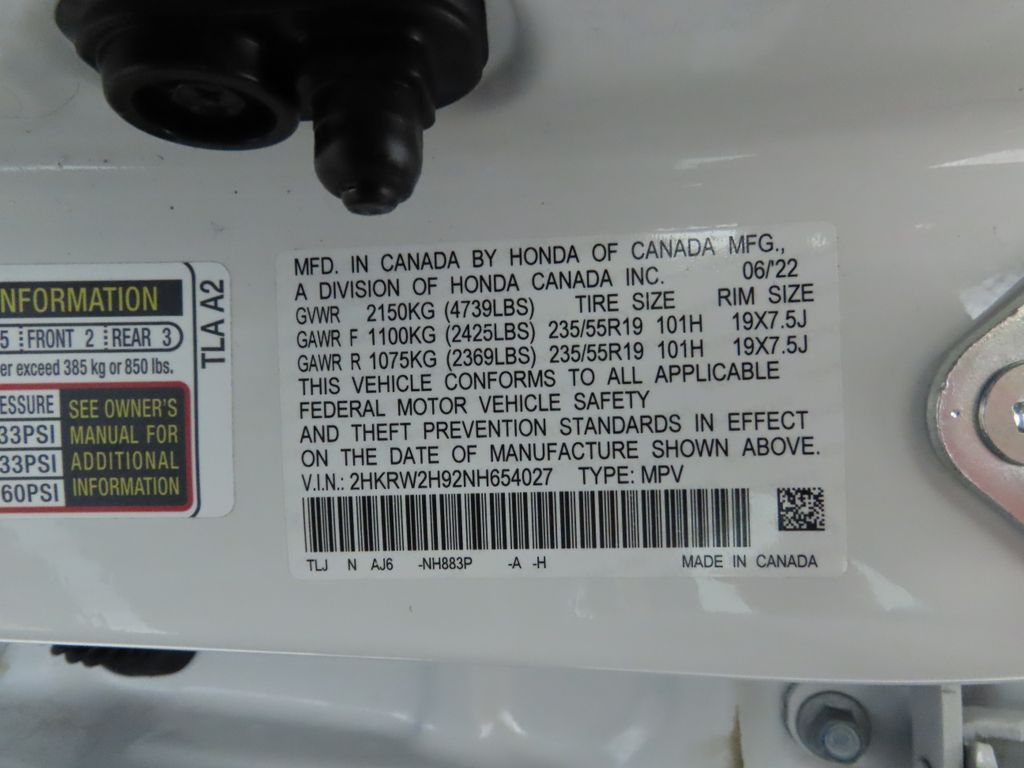 NFORMATION
5 FRONT 2 REAR 3
er exceed 385 kg or 850 lbs.
ESSURE
33PSI
33PSI
60PSI
SEE OWNER'S
MANUAL FOR
ADDITIONAL
INFORMATION
TLA A2
MFD. IN CANADA BY HONDA OF CANADA MFG.,
A DIVISION OF HONDA CANADA INC. 06/'22
GVWR 2150KG (4739LBS) TIRE SIZE RIM SIZE
GAWR F 1100KG (2425LBS) 235/55R19 101H 19X7.5J
GAWR R 1075KG (2369LBS) 235/55R19 101H 19X7.5J
THIS VEHICLE CONFORMS TO ALL APPLICABLE
FEDERAL MOTOR VEHICLE SAFETY
AND THEFT PREVENTION STANDARDS IN EFFECT
ON THE DATE OF MANUFACTURE SHOWN ABOVE.
V.I.N.: 2HKRW2H92NH654027 TYPE: MPV
TLJ N AJ6 -NH883P -A -H MADE IN CANADA